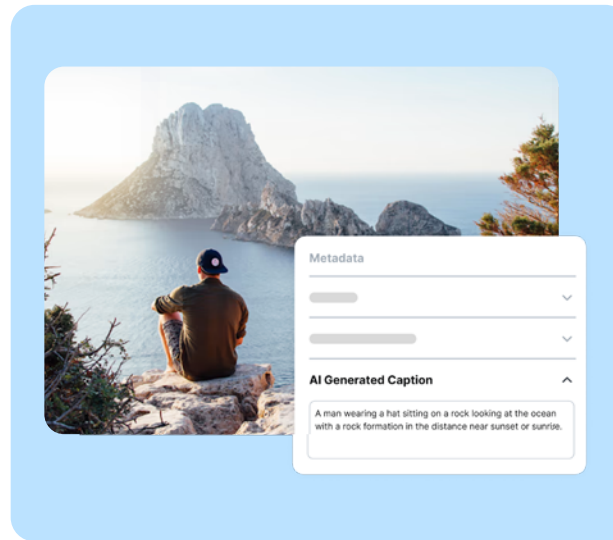 Metadata
AI Generated Caption
A man wearing a hat sitting on a rock looking at the ocean
with a rock formation in the distance near sunset or sunrise.